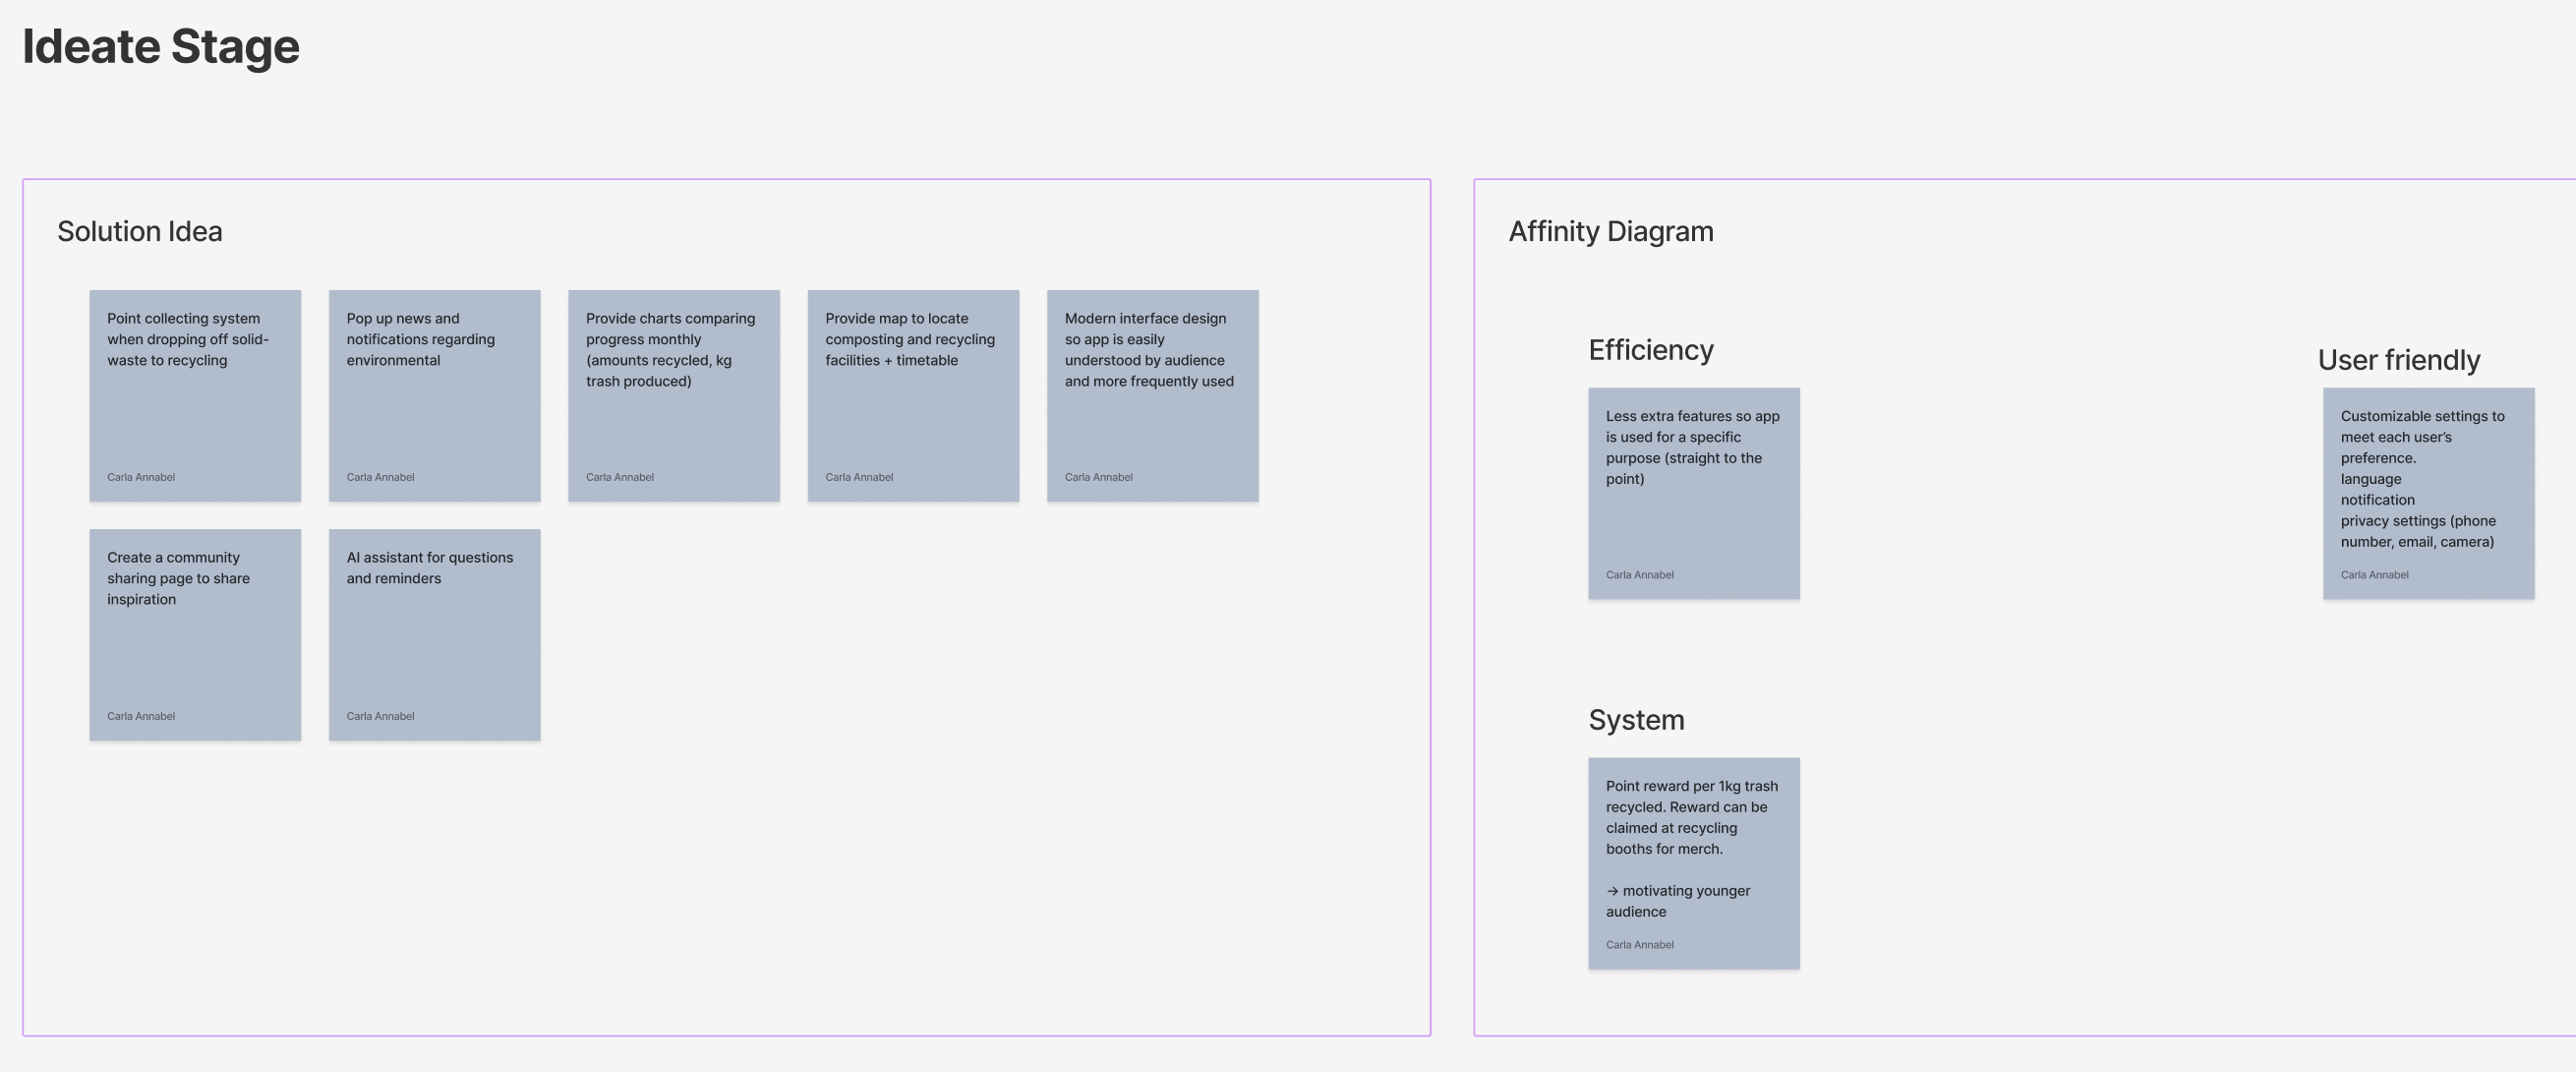 Ideate Stage
Solution Idea
Point collecting system
when dropping off solid-
waste to recycling
Carla Annabel
Pop up news and
notifications regarding
environmental
Carla Annabel
Provide charts comparing
progress monthly
(amounts recycled, kg
trash produced)
Carla Annabel
Provide map to locate
composting and recycling
facilities + timetable
Carla Annabel
Modern interface design
so app is easily
understood by audience
and more frequently used
Carla Annabel
Create a community
sharing page to share
inspiration
Carla Annabel
AI assistant for questions
and reminders
Carla Annabel
Affinity Diagram
Efficiency
Less extra features so app
is used for a specific
purpose (straight to the
point)
Carla Annabel
User friendly
Customizable settings to
meet each user’s
preference.
language
notification
privacy settings (phone
number, email, camera)
Carla Annabel
System
Point reward per 1kg trash
recycled. Reward can be
claimed at recycling
booths for merch.
→ motivating younger
audience
Carla Annabel